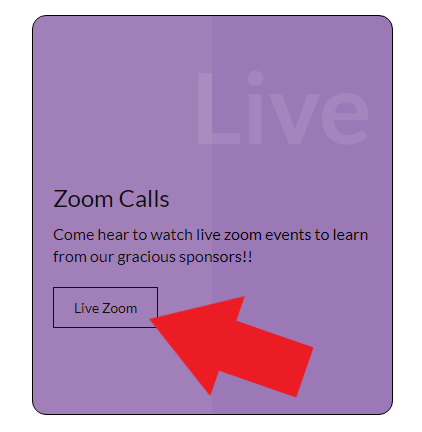 Live
Zoom Calls
Come hear to watch live zoom events to learn
from our gracious sponsors!!
Live Zoom